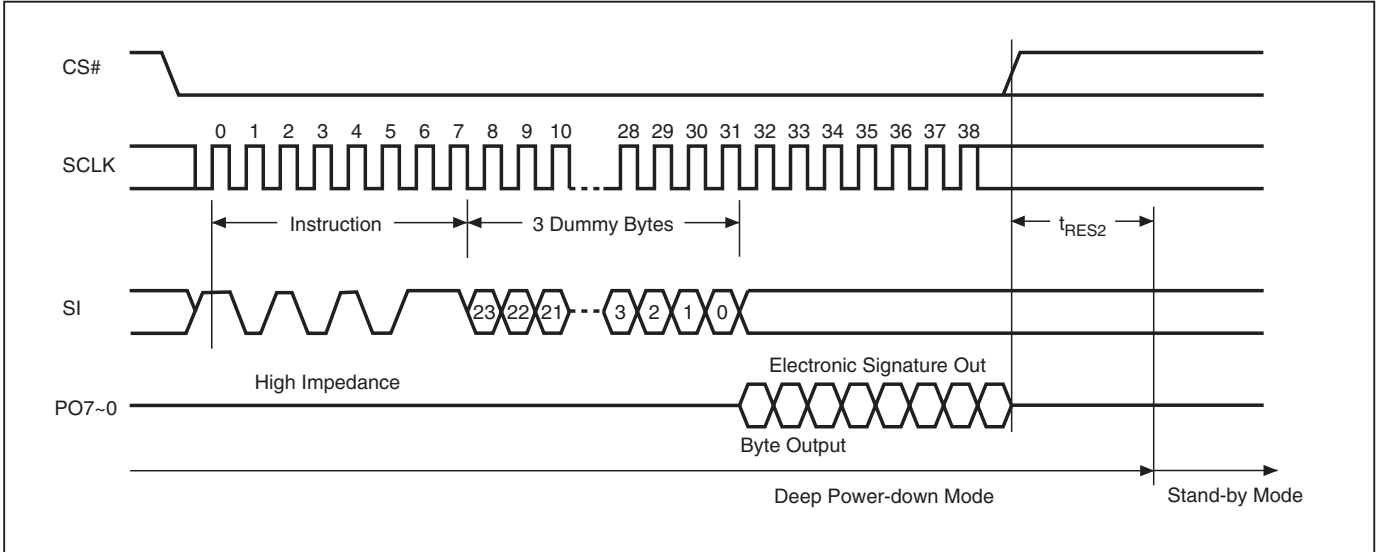 CS#
0 1 2 3 4 5 6 7 8 9 10 28 29 30 31 32 33 34 35 36 37 38
SCLK
Instruction 3 Dummy Bytes tRES2
SI
23 22 21 3 2 1 0
High Impedance Electronic Signature Out
PO7~0
Byte Output
Deep Power-down Mode Stand-by Mode